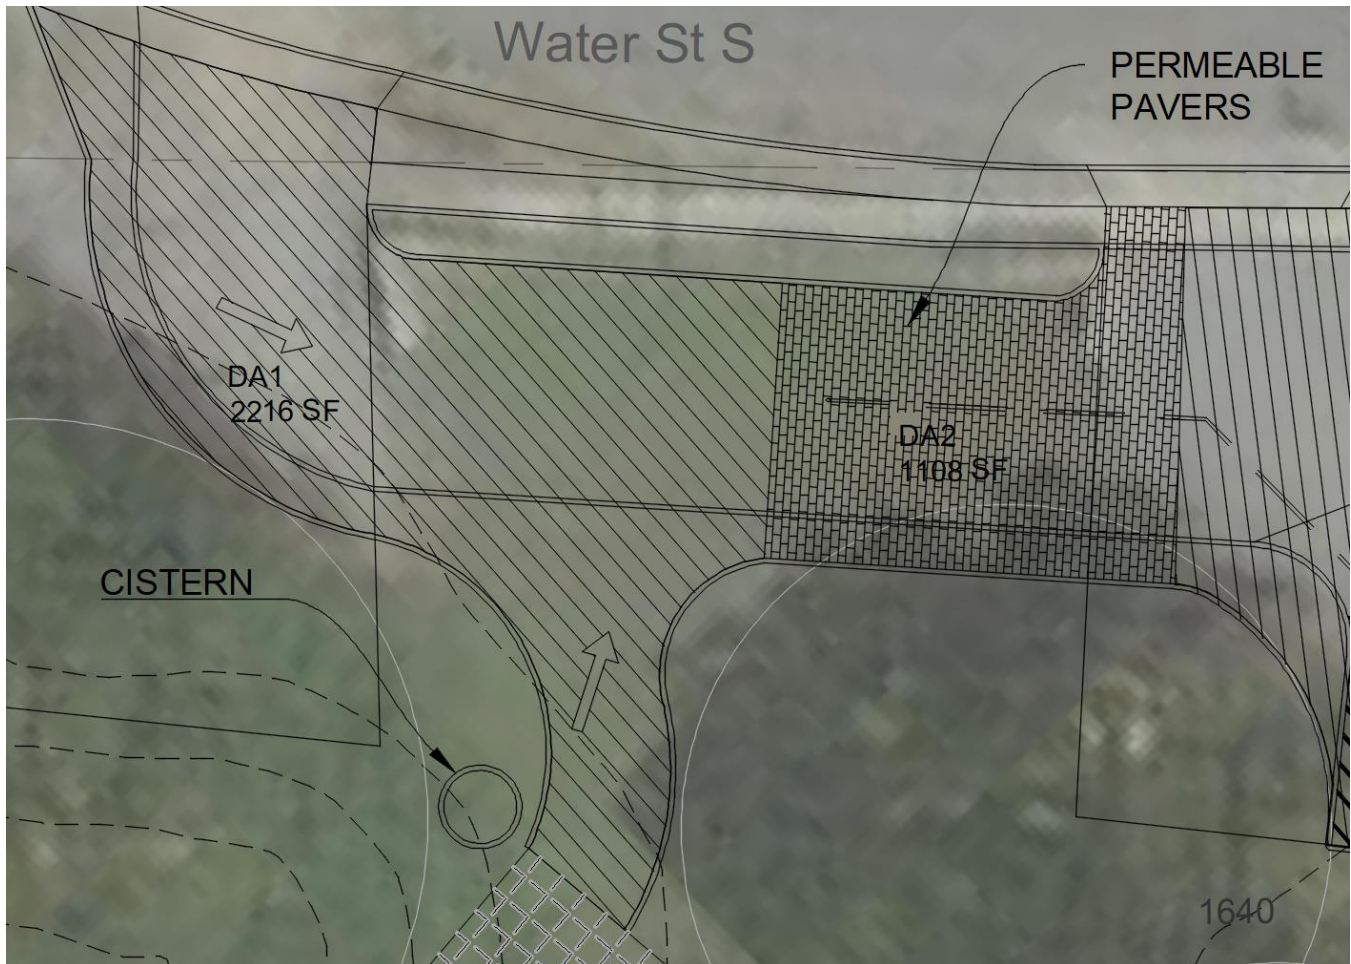 Water St S
PERMEABLE
PAVERS
DA1
2216 SF
DA2
1108 SF
CISTERN
1640